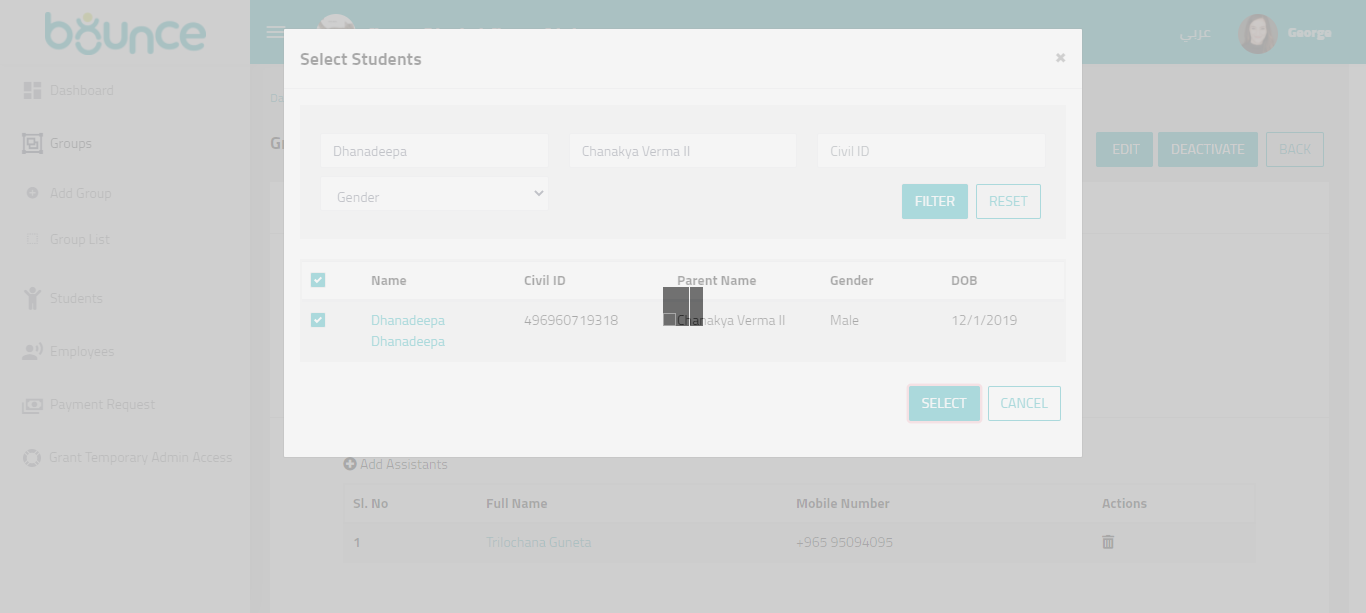 bounce
عربي
George
Dashboard
Groups
Add Group
Group List
Students
Employees
Payment Request
Grant Temporary Admin Access
Da
Gr
EDIT
DEACTIVATE
BACK
Select Students
×
Dhanadeepa
Chanakya Verma II
Civil ID
Gender
FILTER
RESET
Name Civil ID Parent Name Gender DOB
Dhanadeepa 496960719318 Chanakya Verma II Male 12/1/2019
Dhanadeepa
SELECT
CANCEL
Add Assistants
Sl. No Full Name Mobile Number Actions
1 Trilochana Guneta +965 95094095